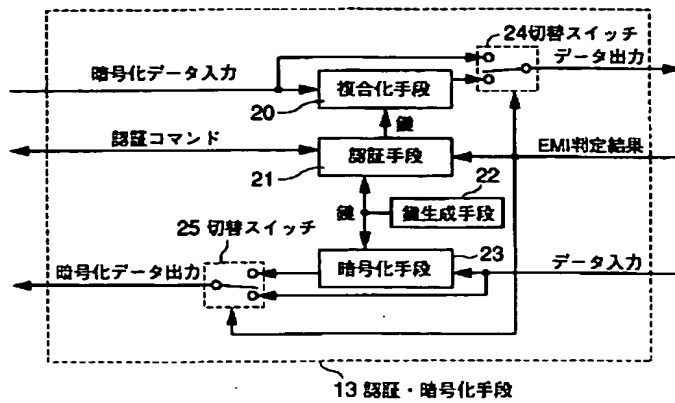 24切替スイッチ
暗号化データ入力
データ出力
複合化手段
20
鍵
認証コマンド
認証手段
EMI判定結果
21
22
鍵
鍵生成手段
25 切替スイッチ
23
暗号化データ出力
暗号化手段
データ入力
13 認証・暗号化手段